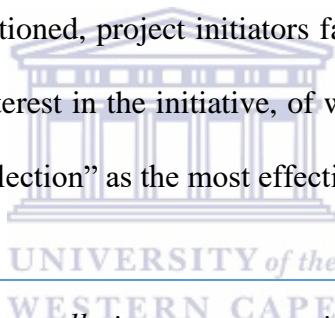 tioned, project initiators fa
terest in the initiative, of w
lection” as the most effecti
UNIVERSITY of the
WESTERN CAPE